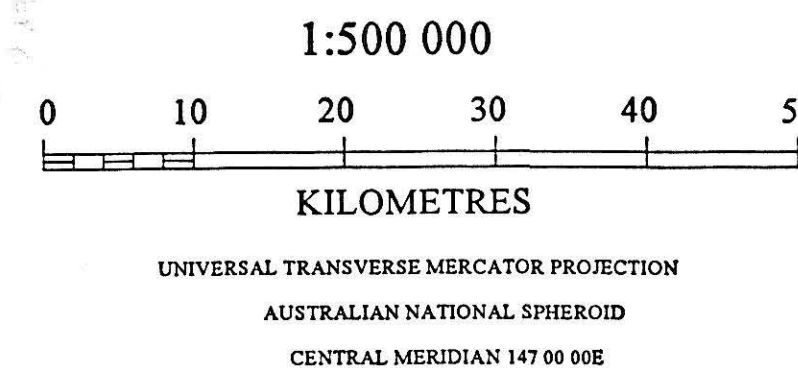 1:500 000
0 10 20 30 40 5
KILOMETRES
UNIVERSAL TRANSVERSE MERCATOR PROJECTION
AUSTRALIAN NATIONAL SPHEROID
CENTRAL MERIDIAN 147 00 00E